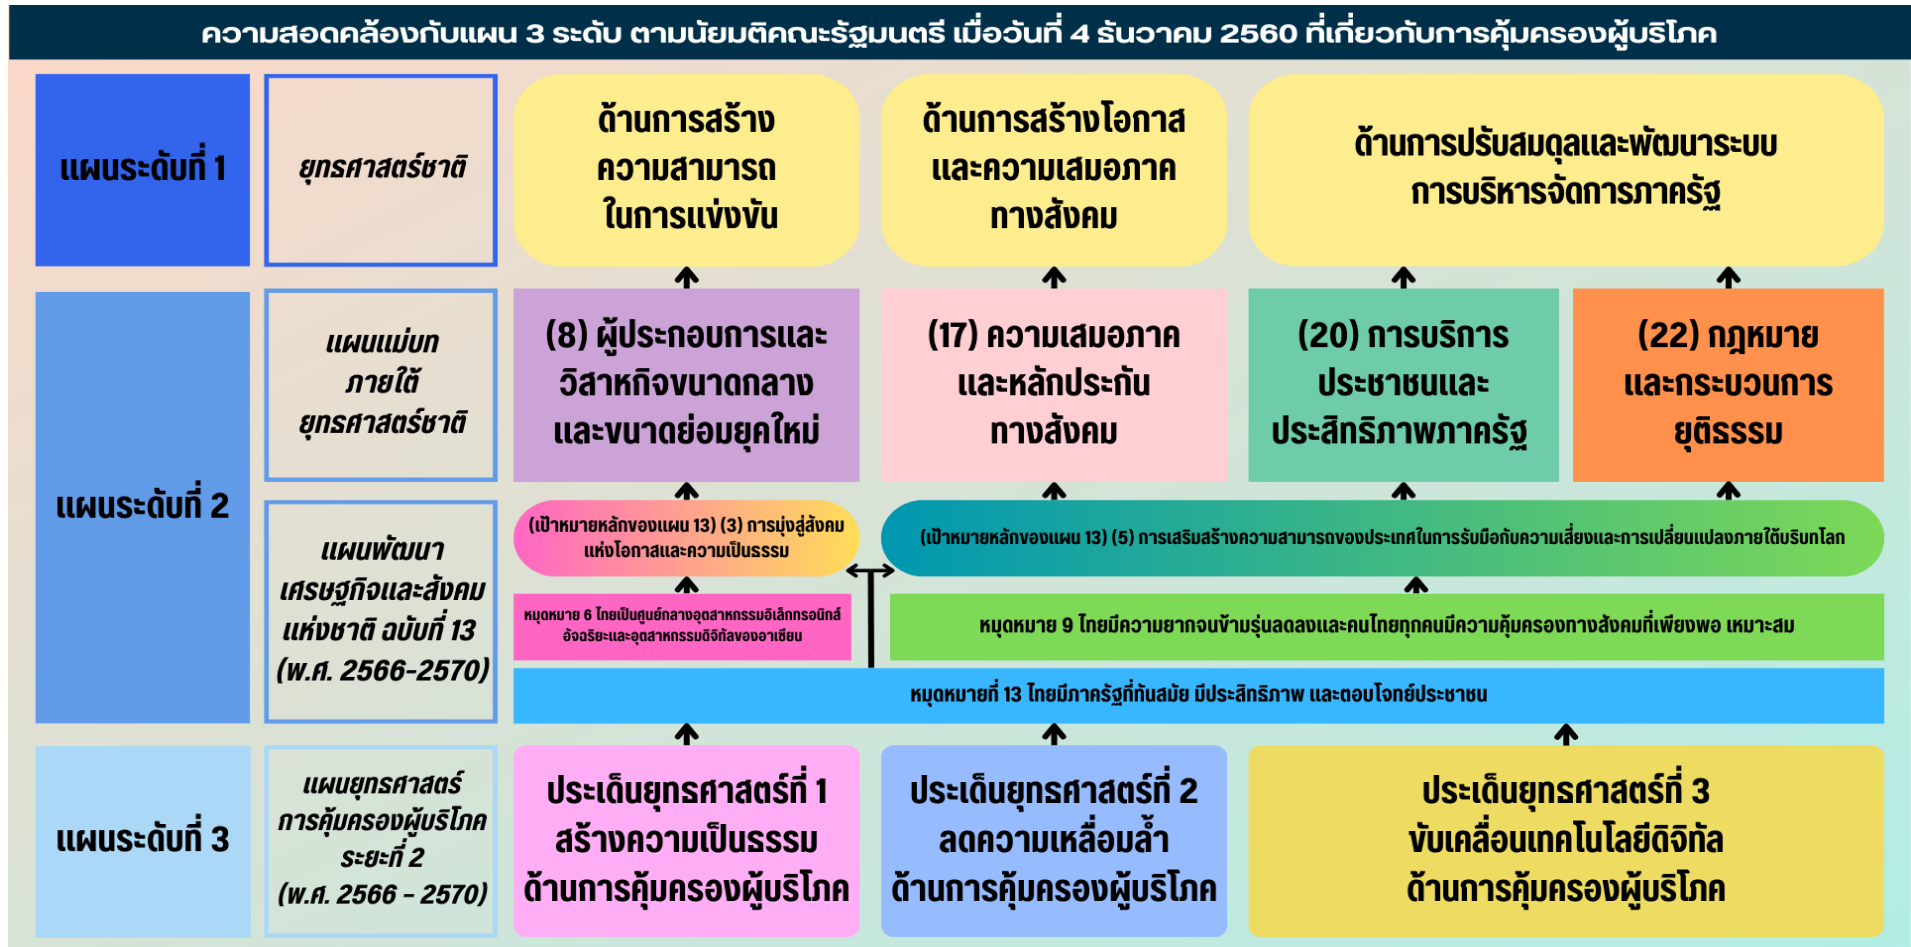 ความสอดคล้องกับแผน 3 ระดับ ตามนัยมติคณะรัฐมนตรี เมื่อวันที่ 4 ธันวาคม 2560 ที่เกี่ยวกับการคุ้มครองผู้บริโภค
แผนระดับที่ 1
ยุทธศาสตร์ชาติ
ด้านการสร้าง
ความสามารถ
ในการแข่งขัน
ด้านการสร้างโอกาส
และความเสมอภาค
ทางสังคม
ด้านการปรับสมดุลและพัฒนาระบบ
การบริหารจัดการภาครัฐ
แผนระดับที่ 2
แผนแม่บท
ภายใต้
ยุทธศาสตร์ชาติ
(8) ผู้ประกอบการและ
วิสาหกิจขนาดกลาง
และขนาดย่อมยุคใหม่
(17) ความเสมอภาค
และหลักประกัน
ทางสังคม
(20) การบริการ
ประชาชนและ
ประสิทธิภาพภาครัฐ
(22) กฎหมาย
และกระบวนการ
ยุติธรรม
แผนพัฒนา
เศรษฐกิจและสังคม
แห่งชาติ ฉบับที่ 13
(พ.ศ. 2566-2570)
(เป้าหมายหลักของแผน 13) (3) การมุ่งสู่สังคม
แห่งโอกาสและความเป็นธรรม
(เป้าหมายหลักของแผน 13) (5) การเสริมสร้างความสามารถของประเทศในการรับมือกับความเสี่ยงและการเปลี่ยนแปลงภายใต้บริบทโลก
หมุดหมาย 6 ไทยเป็นศูนย์กลางอุตสาหกรรมอิเล็กทรอนิกส์
อัจฉริยะและอุตสาหกรรมดิจิทัลของอาเซียน
หมุดหมาย 9 ไทยมีความยากจนข้ามรุ่นลดลงและคนไทยทุกคนมีความคุ้มครองทางสังคมที่เพียงพอ เหมาะสม
หมุดหมายที่ 13 ไทยมีภาครัฐที่ทันสมัย มีประสิทธิภาพ และตอบโจทย์ประชาชน
แผนระดับที่ 3
แผนยุทธศาสตร์
การคุ้มครองผู้บริโภค
ระยะที่ 2
(พ.ศ. 2566 - 2570)
ประเด็นยุทธศาสตร์ที่ 1
สร้างความเป็นธรรม
ด้านการคุ้มครองผู้บริโภค
ประเด็นยุทธศาสตร์ที่ 2
ลดความเหลื่อมล้ำ
ด้านการคุ้มครองผู้บริโภค
ประเด็นยุทธศาสตร์ที่ 3
ขับเคลื่อนเทคโนโลยีดิจิทัล
ด้านการคุ้มครองผู้บริโภค